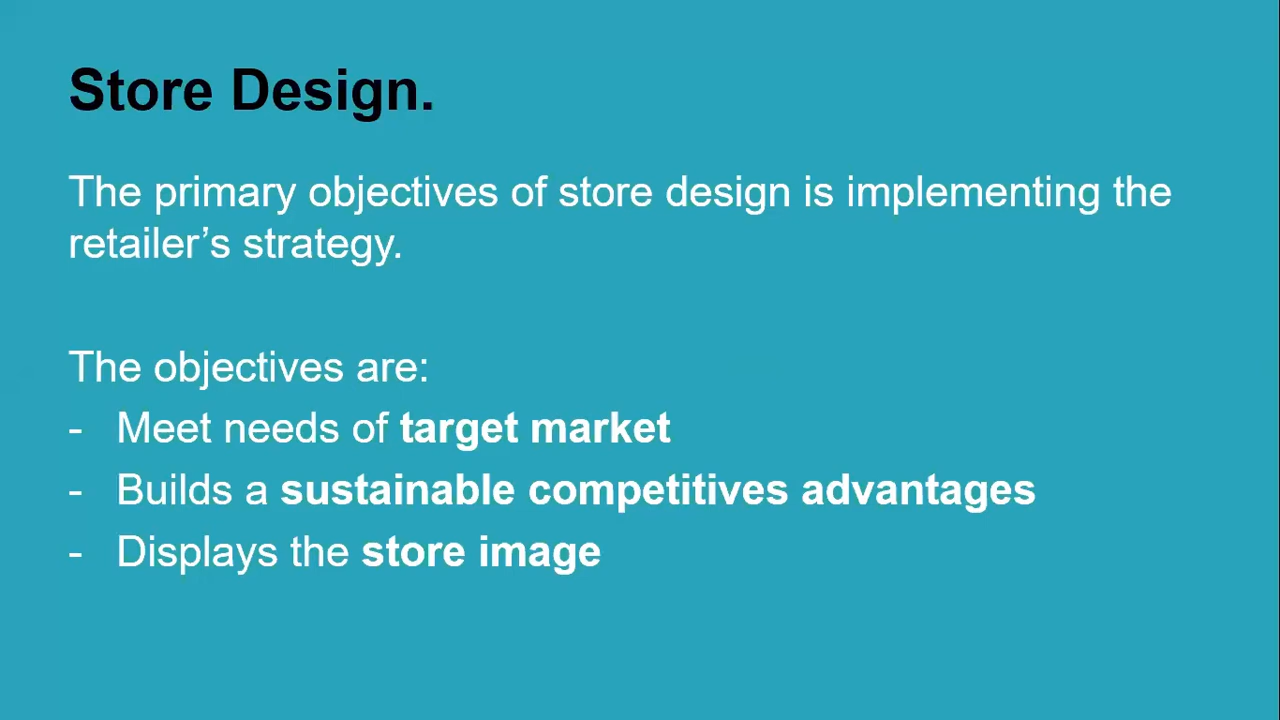 Store Design.
The primary objectives of store design is implementing the
retailer’s strategy.
The objectives are:
- Meet needs of target market
- Builds a sustainable competitives advantages
- Displays the store image